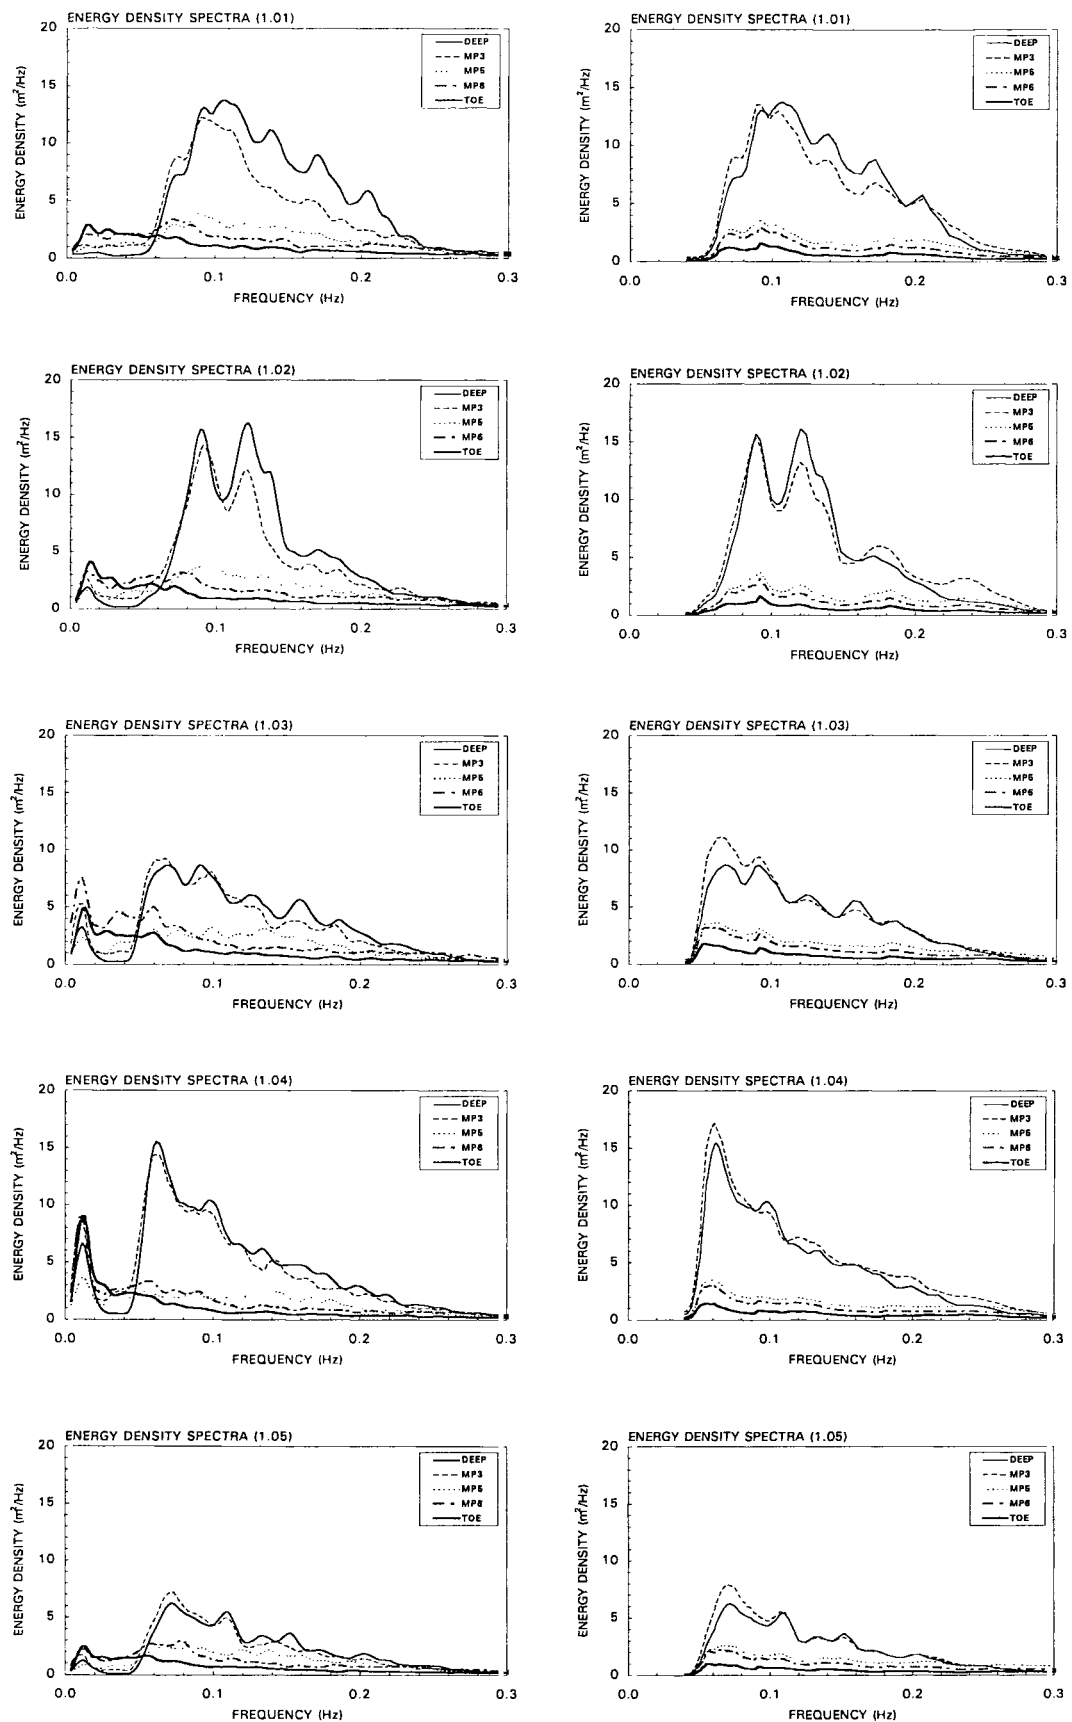 ENERGY DENSITY SPECTRA (1.01)
20
15
10
5
0
ENERGY DENSITY (m²/Hz)
DEEP
MP3
MP5
MP6
TOE
0.0 0.1 0.2 0.3
FREQUENCY (Hz)
ENERGY DENSITY SPECTRA (1.01)
20
15
10
5
0
ENERGY DENSITY (m²/Hz)
DEEP
MP3
MP5
MP6
TOE
0.0 0.1 0.2 0.3
FREQUENCY (Hz)
ENERGY DENSITY SPECTRA (1.02)
20
15
10
5
0
ENERGY DENSITY (m²/Hz)
DEEP
MP3
MP5
MP6
TOE
0.0 0.1 0.2 0.3
FREQUENCY (Hz)
ENERGY DENSITY SPECTRA (1.02)
20
15
10
5
0
ENERGY DENSITY (m²/Hz)
DEEP
MP3
MP5
MP6
TOE
0.0 0.1 0.2 0.3
FREQUENCY (Hz)
ENERGY DENSITY SPECTRA (1.03)
20
15
10
5
0
ENERGY DENSITY (m²/Hz)
DEEP
MP3
MP5
MP6
TOE
0.0 0.1 0.2 0.3
FREQUENCY (Hz)
ENERGY DENSITY SPECTRA (1.03)
20
15
10
5
0
ENERGY DENSITY (m²/Hz)
DEEP
MP3
MP5
MP6
TOE
0.0 0.1 0.2 0.3
FREQUENCY (Hz)
ENERGY DENSITY SPECTRA (1.04)
20
15
10
5
0
ENERGY DENSITY (m²/Hz)
DEEP
MP3
MP5
MP6
TOE
0.0 0.1 0.2 0.3
FREQUENCY (Hz)
ENERGY DENSITY SPECTRA (1.04)
20
15
10
5
0
ENERGY DENSITY (m²/Hz)
DEEP
MP3
MP5
MP6
TOE
0.0 0.1 0.2 0.3
FREQUENCY (Hz)
ENERGY DENSITY SPECTRA (1.05)
20
15
10
5
0
ENERGY DENSITY (m²/Hz)
DEEP
MP3
MP5
MP6
TOE
0.0 0.1 0.2 0.3
FREQUENCY (Hz)
ENERGY DENSITY SPECTRA (1.05)
20
15
10
5
0
ENERGY DENSITY (m²/Hz)
DEEP
MP3
MP5
MP6
TOE
0.0 0.1 0.2 0.3
FREQUENCY (Hz)